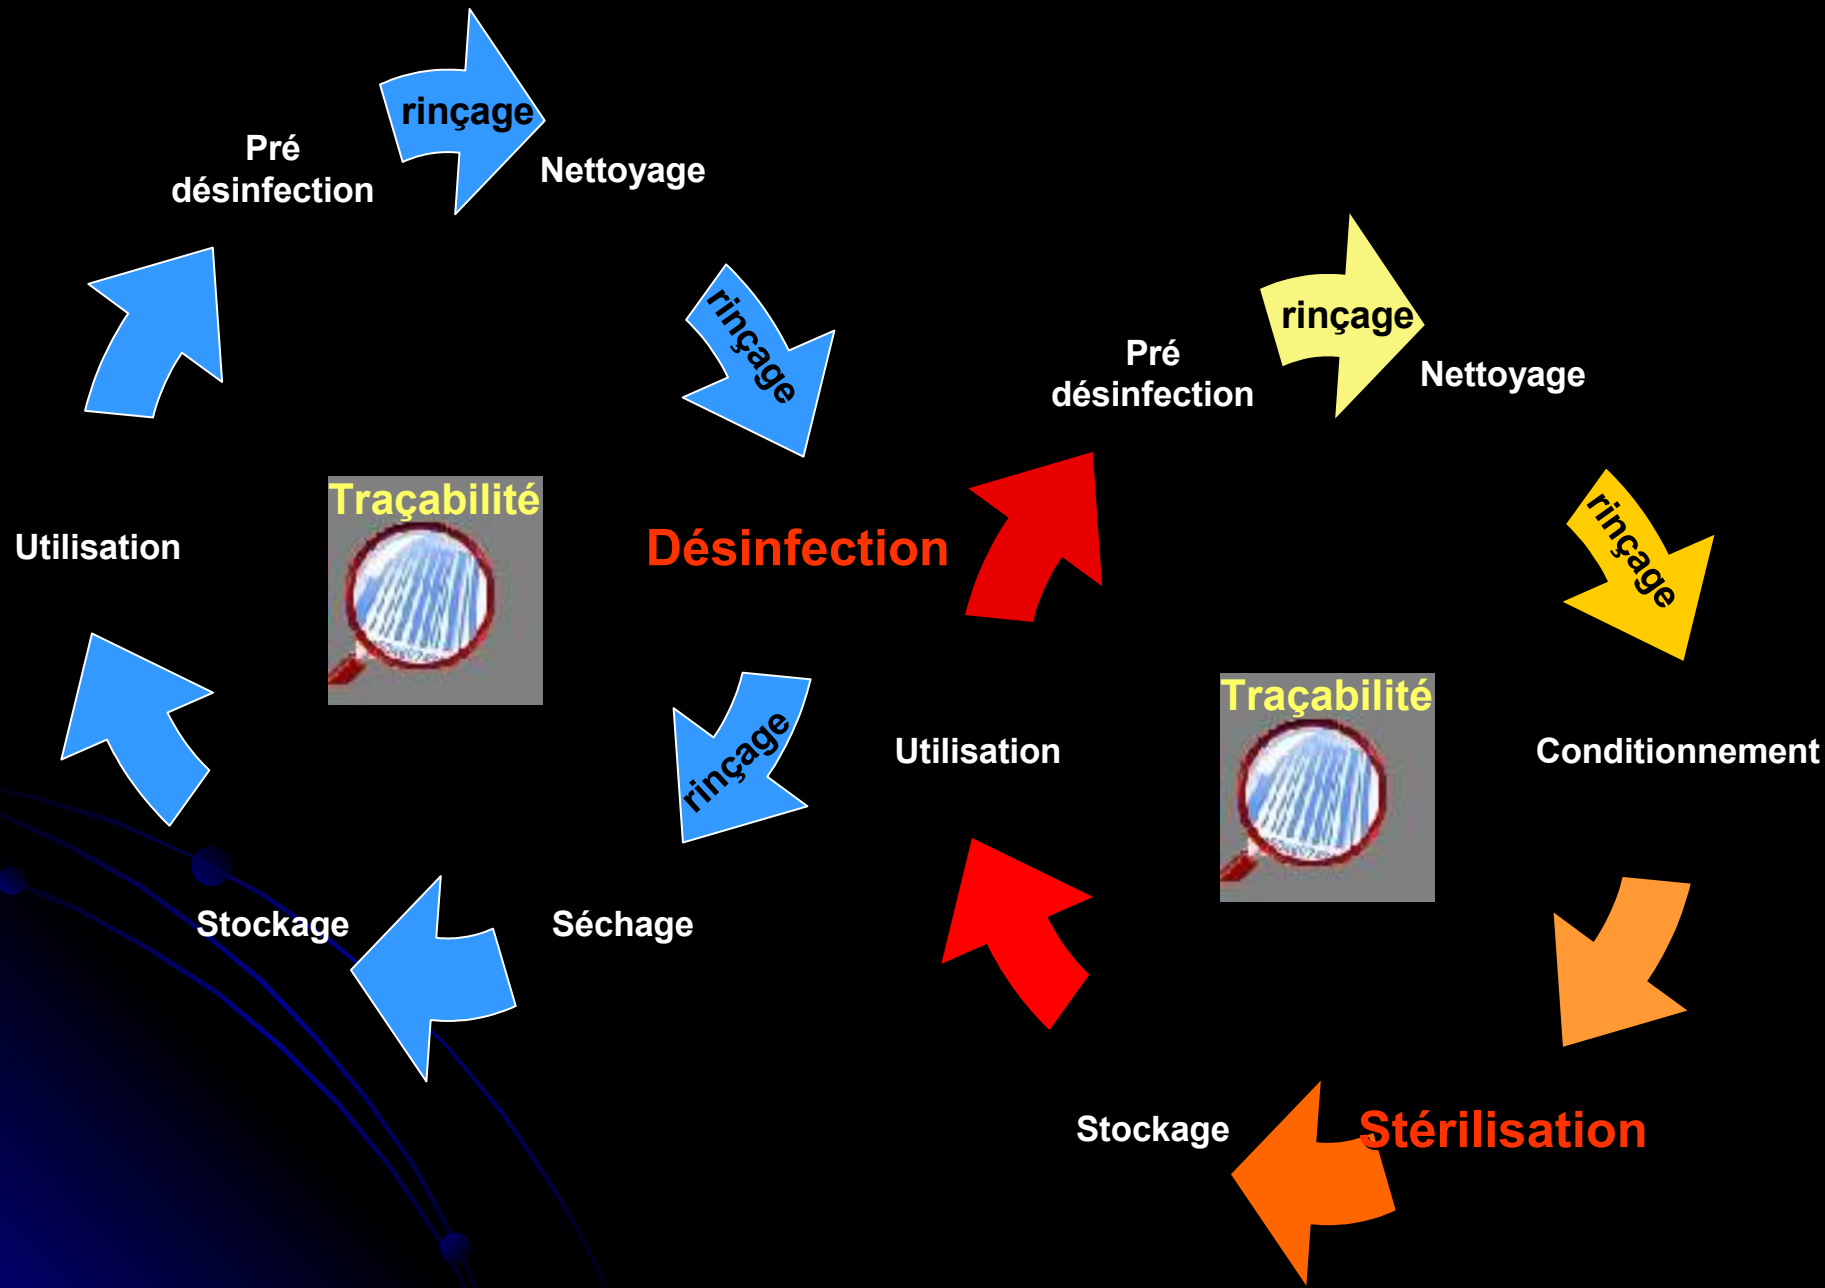 rinçage
Pré
désinfection
Nettoyage
rinçage
Traçabilité
Utilisation
Désinfection
rinçage
Stockage
Séchage
rinçage
Pré
désinfection
Nettoyage
rinçage
Traçabilité
Utilisation
Conditionnement
Stockage
Stérilisation